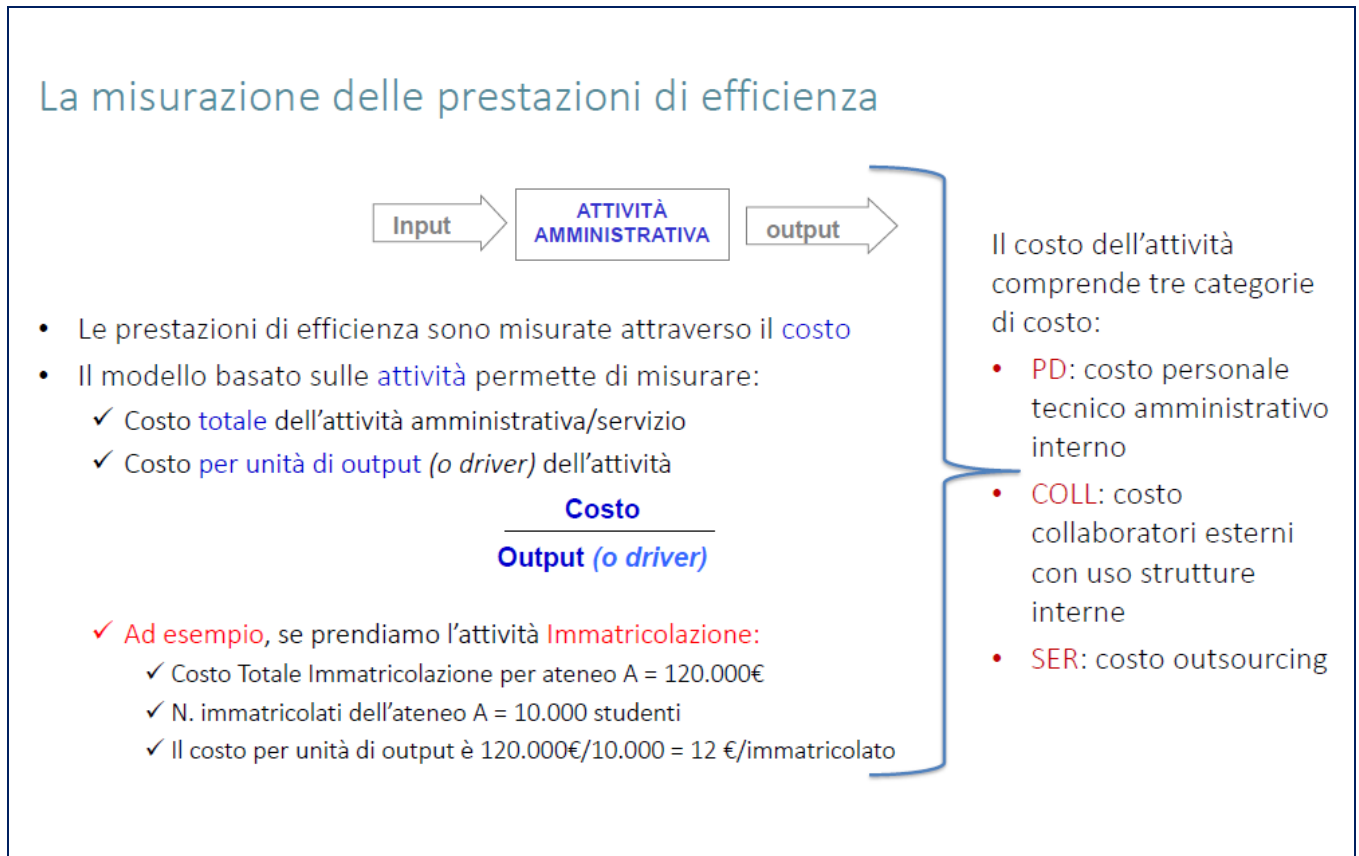 La misurazione delle prestazioni di efficienza
Input
ATTIVITÀ
AMMINISTRATIVA
output
• Le prestazioni di efficienza sono misurate attraverso il costo
• Il modello basato sulle attività permette di misurare:
✓ Costo totale dell’attività amministrativa/servizio
✓ Costo per unità di output (o driver) dell’attività
Costo
Output (o driver)
✓ Ad esempio, se prendiamo l’attività Immatricolazione:
✓ Costo Totale Immatricolazione per ateneo A = 120.000€
✓ N. immatricolati dell’ateneo A = 10.000 studenti
✓ Il costo per unità di output è 120.000€/10.000 = 12 €/immatricolato
Il costo dell’attività
comprende tre categorie
di costo:
• PD: costo personale
tecnico amministrativo
interno
• COLL: costo
collaboratori esterni
con uso strutture
interne
• SER: costo outsourcing